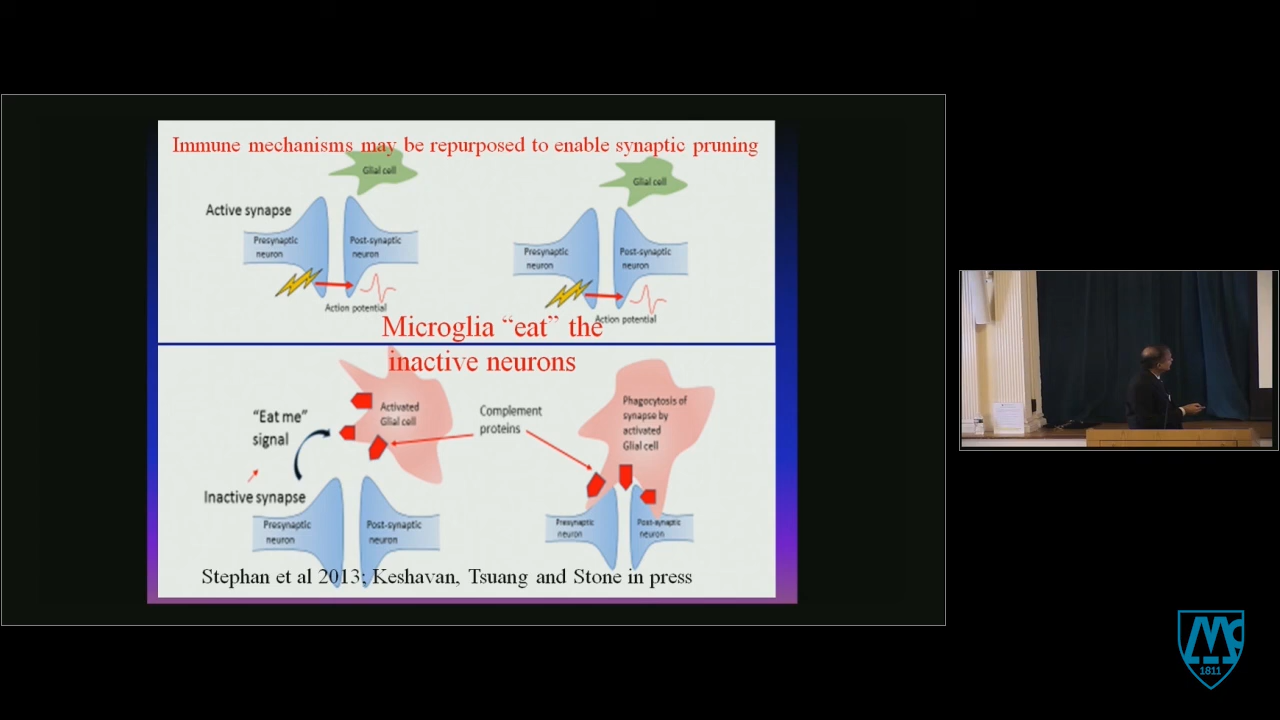 Immune mechanisms may be repurposed to enable synaptic pruning
Glial cell
Glial cell
Active synapse
Presynaptic
neuron
Post-synaptic
neuron
Presynaptic
neuron
Post-synaptic
neuron
Action potential
Action potential
Microglia “eat” the
inactive neurons
“Eat me”
signal
Activated
Glial cell
Complement
proteins
Phagocytosis of
synapse by
activated
Glial cell
Inactive synapse
Presynaptic
neuron
Post-synaptic
neuron
Presynaptic
neuron
Post-synaptic
neuron
Stephan et al 2013; Keshavan, Tsuang and Stone in press
1811